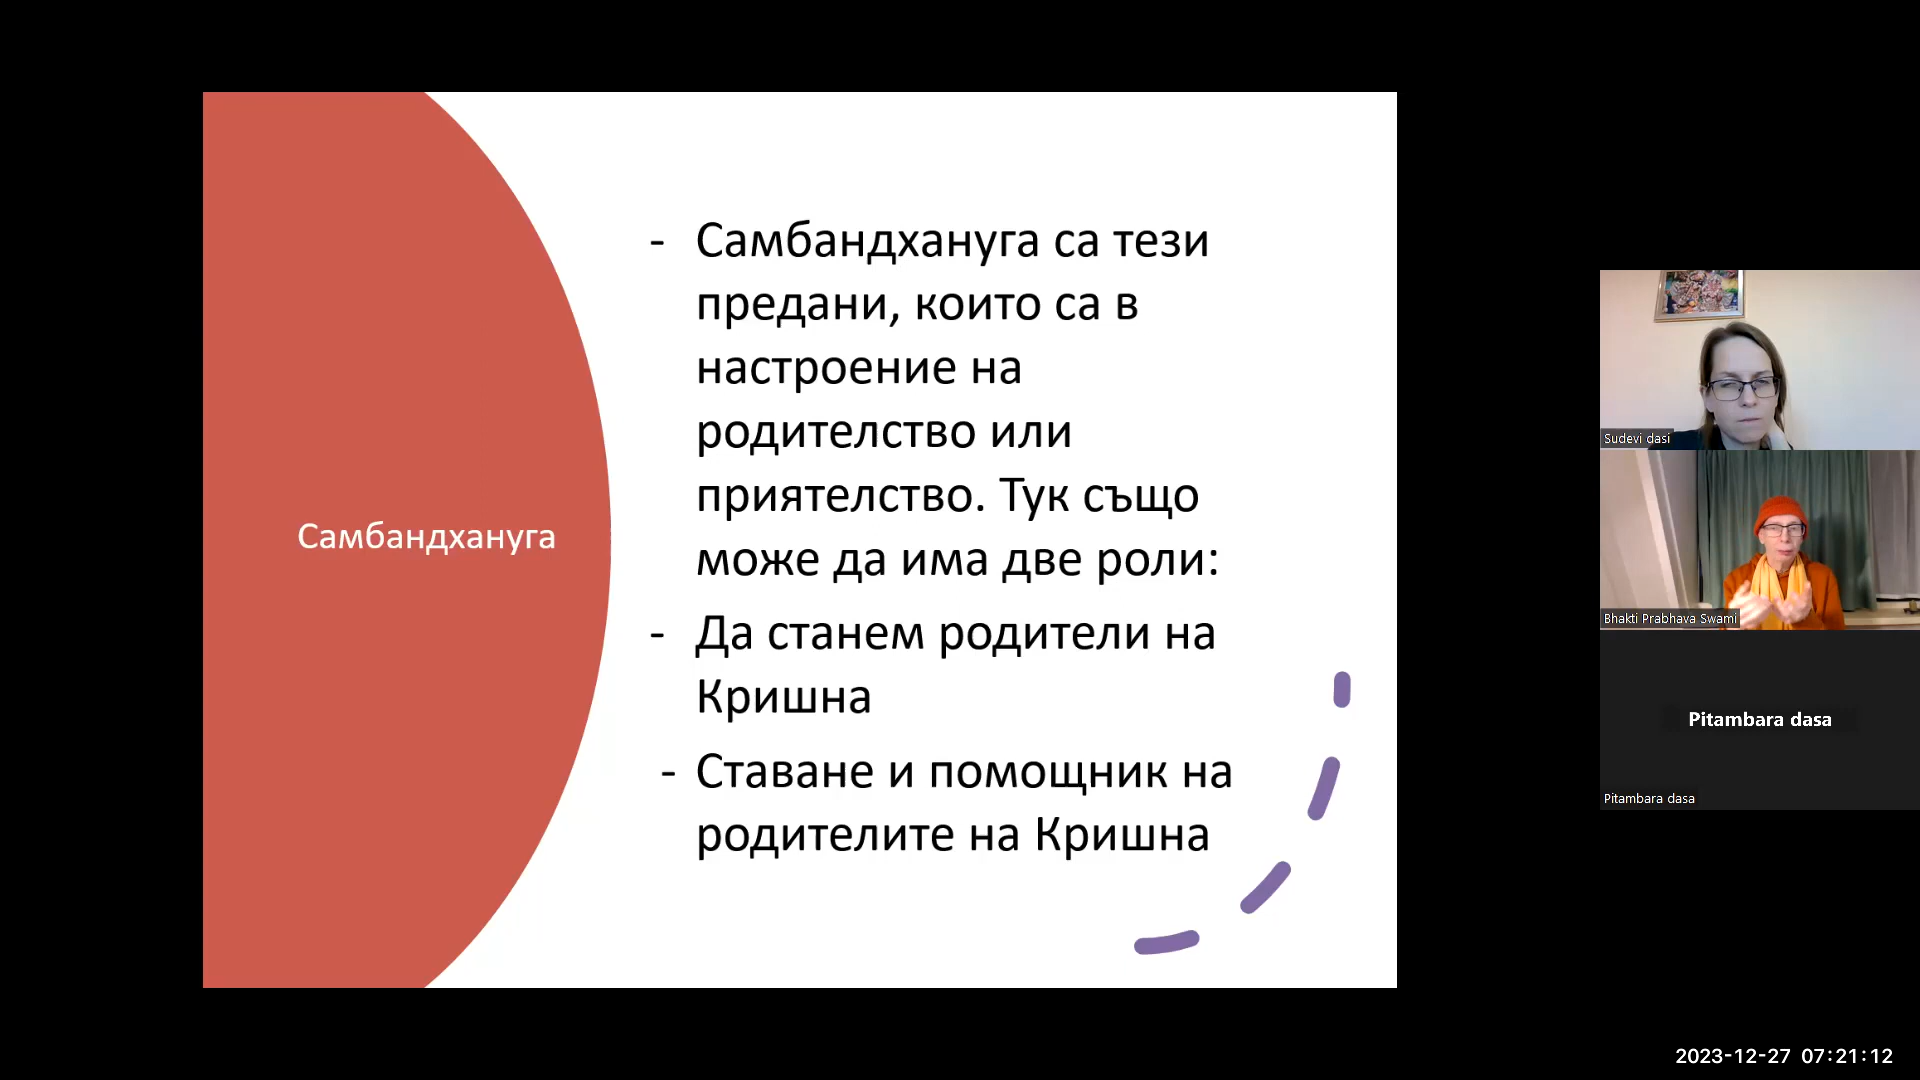 Самбандхануга
- Самбандхануга са тези
предани, които са в
настроение на
родителство или
приятелство. Тук също
може да има две роли:
- Да станем родители на
Кришна
- Ставане и помощник на
родителите на Кришна
Sudevi dasi
Bhakti Prabhava Swami
Pitambara dasa
Pitambara dasa
2023-12-27 07:21:12